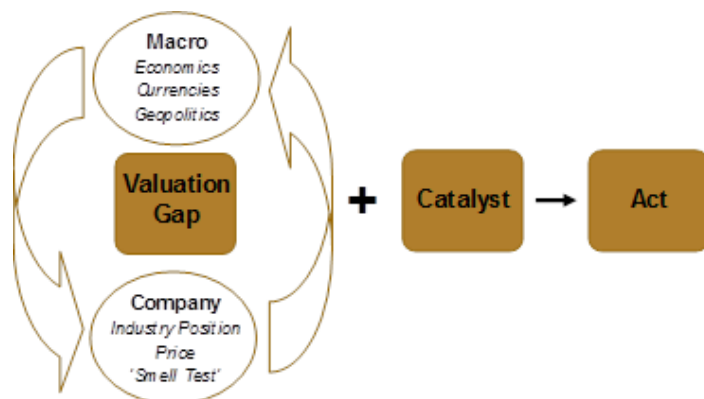 Macro
Economics
Currencies
Geopolitics
Valuation
Gap
+
Catalyst
Act
Company
Industry Position
Price
'Smell Test'